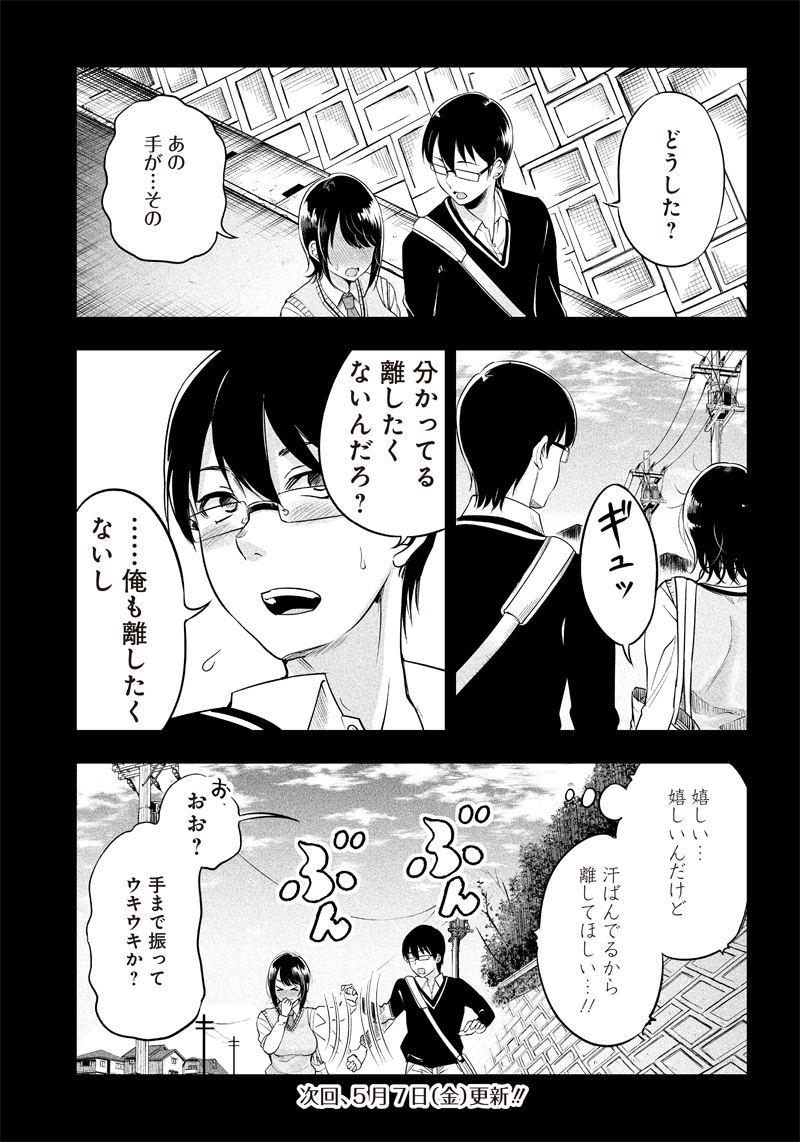 どうした?
あの
手が…その
ギュッ
分かってる
離したく
ないんだろ?
……俺も離したく
ないし
嬉しい…
嬉しいんだけど
汗ばんでるから
離してほしい…!!
ぶん
ぶん
お、
おお?
手まで振って
ウキウキか?
次回、5月7日(金)更新!!